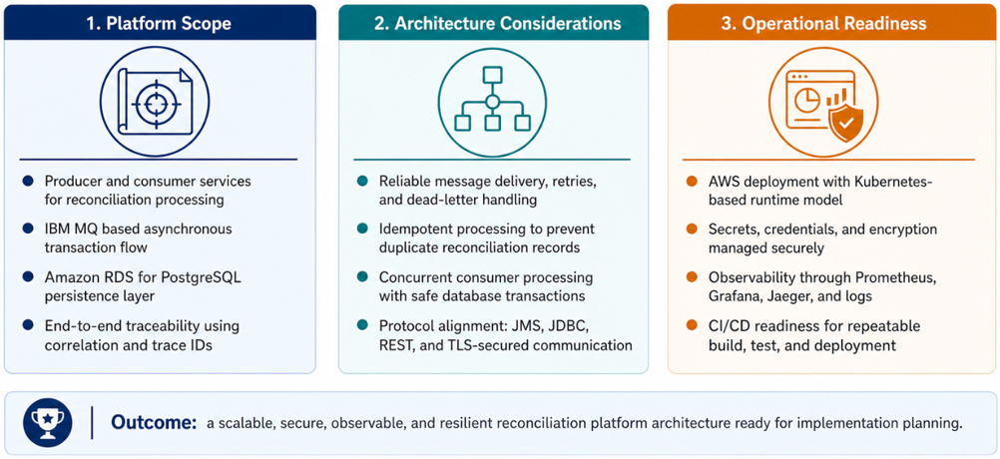 1. Platform Scope
Producer and consumer services
for reconciliation processing
IBM MQ based asynchronous
transaction flow
Amazon RDS for PostgreSQL
persistence layer
End-to-end traceability using
correlation and trace IDs
2. Architecture Considerations
Reliable message delivery, retries,
and dead-letter handling
Idempotent processing to prevent
duplicate reconciliation records
Concurrent consumer processing
with safe database transactions
Protocol alignment: JMS, JDBC,
REST, and TLS-secured communication
3. Operational Readiness
AWS deployment with Kubernetes-
based runtime model
Secrets, credentials, and encryption
managed securely
Observability through Prometheus,
Grafana, Jaeger, and logs
CI/CD readiness for repeatable
build, test, and deployment
Outcome: a scalable, secure, observable, and resilient reconciliation platform architecture ready for implementation planning.